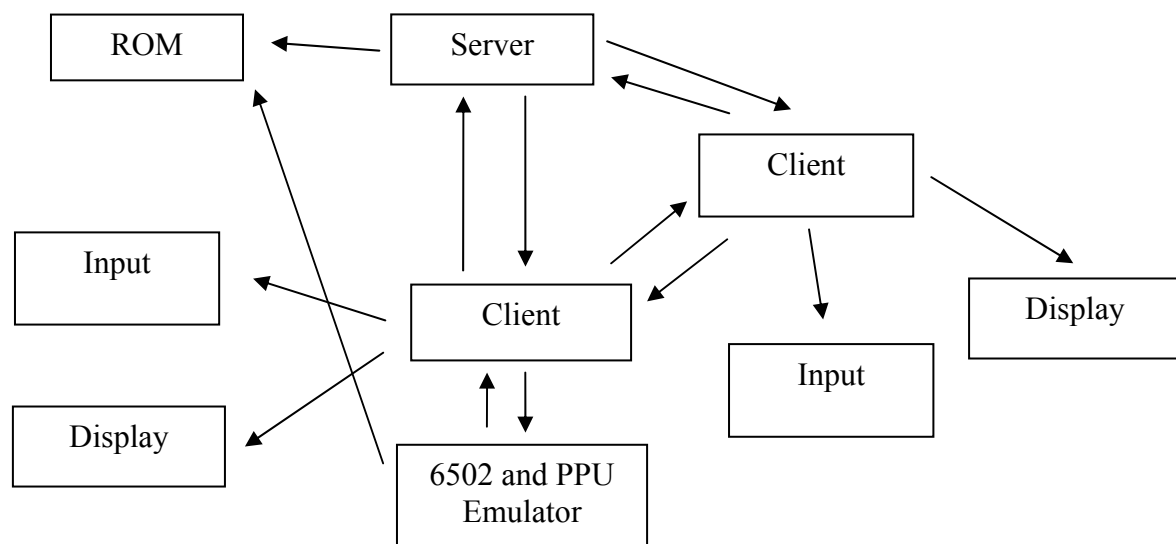 ROM
Server
Client
Input
Client
Display
Input
Display
6502 and PPU
Emulator